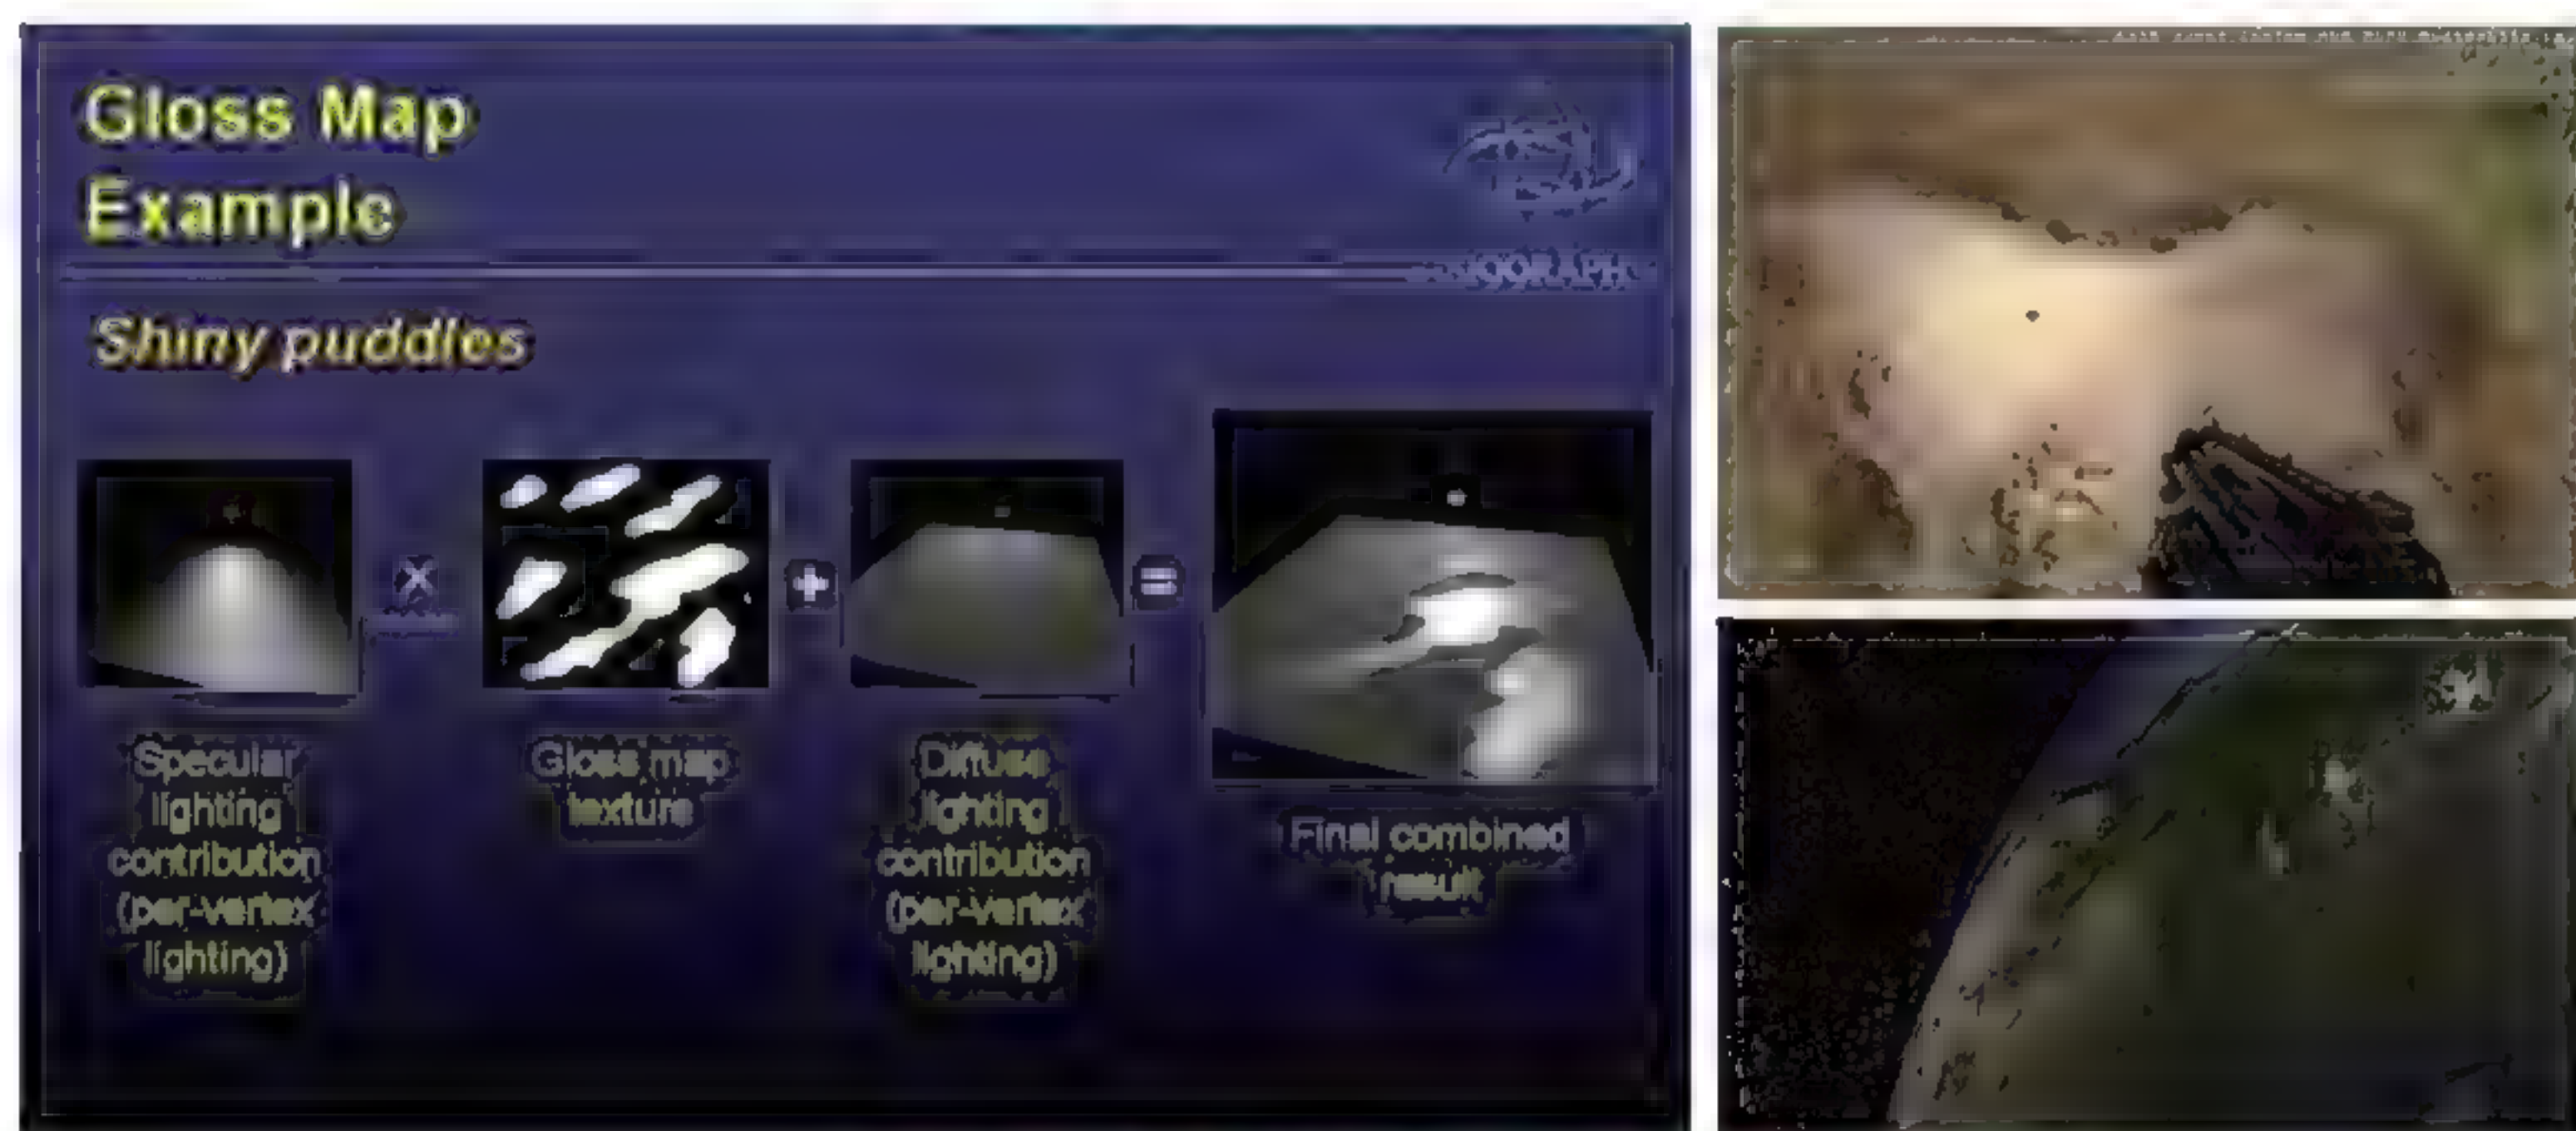 Gloss Map
Example
Shiny puddles
x
+
=
Specular
lighting
contribution
(per-vertex
lighting)
Gloss map
texture
Diffuse
lighting
contribution
(per-vertex
lighting)
Final combined
result